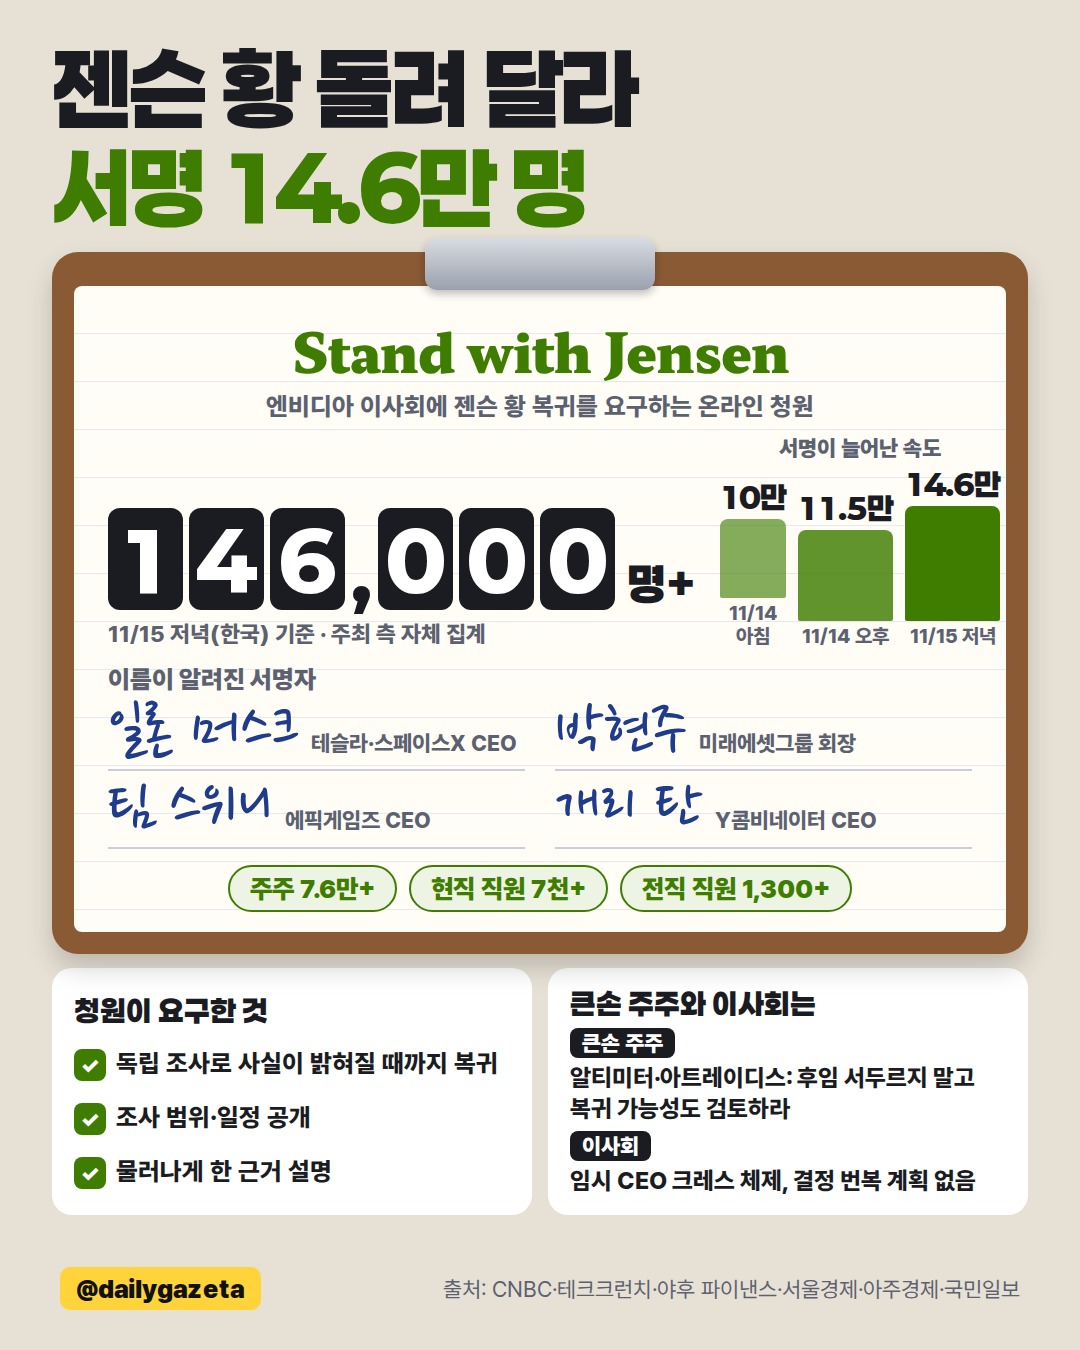 젠슨 황 돌려 달라
서명 14.6만 명
Stand with Jensen
엔비디아 이사회에 젠슨 황 복귀를 요구하는 온라인 청원
서명이 늘어난 속도
10만
11.5만
14.6만
146,000 명+
11/14
아침
11/14 오후
11/15 저녁
11/15 저녁(한국) 기준 · 주최 측 자체 집계
이름이 알려진 서명자
일론 머스크 테슬라·스페이스X CEO
박현주 미래에셋그룹 회장
팀 스위니 에픽게임즈 CEO
개리 탄 Y콤비네이터 CEO
주주 7.6만+
현직 직원 7천+
전직 직원 1,300+
청원이 요구한 것
독립 조사로 사실이 밝혀질 때까지 복귀
조사 범위·일정 공개
물러나게 한 근거 설명
큰손 주주와 이사회는
큰손 주주
알티미터·아트레이디스: 후임 서두르지 말고
복귀 가능성도 검토하라
이사회
임시 CEO 크레스 체제, 결정 번복 계획 없음
@dailygazeta
출처: CNBC·테크크런치·야후 파이낸스·서울경제·아주경제·국민일보